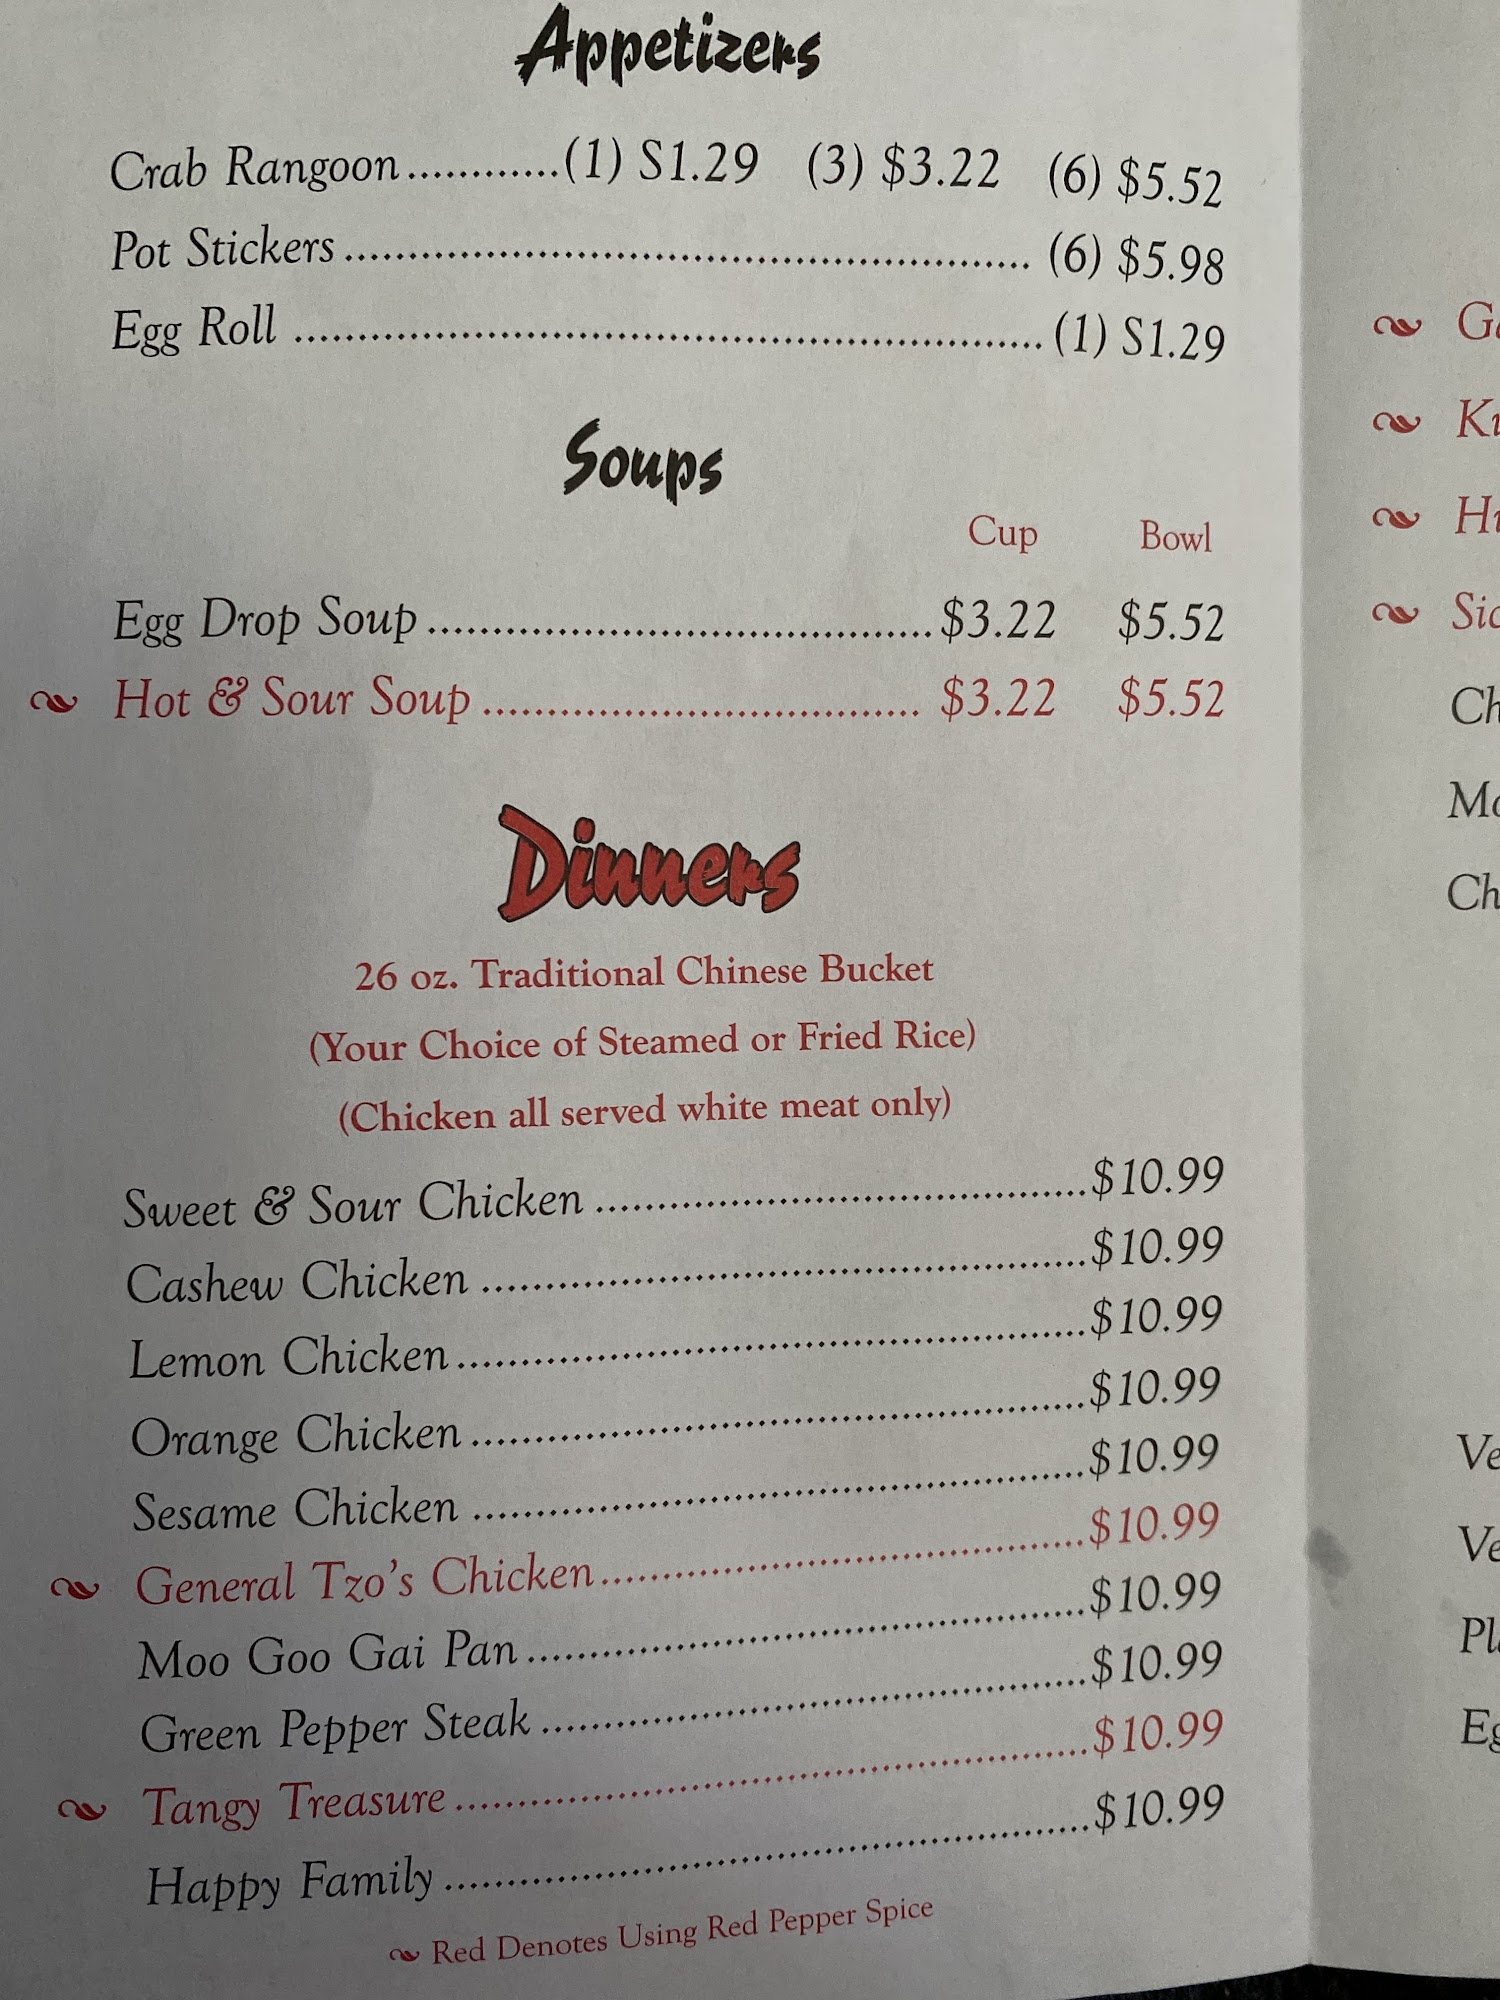 Appetizers
Crab Rangoon............(1) S1.29 (3) $3.22 (6) $5.52
Pot Stickers ...................................................... (6) $5.98
Egg Roll ...........................................................(1) S1.29
Soups
Cup Bowl
Egg Drop Soup .......................................$3.22 $5.52
Hot & Sour Soup .................................. $3.22 $5.52
Dinners
26 oz. Traditional Chinese Bucket
(Your Choice of Steamed or Fried Rice)
(Chicken all served white meat only)
Sweet & Sour Chicken ......................................$10.99
Cashew Chicken ...............................................$10.99
Lemon Chicken.................................................$10.99
Orange Chicken ................................................$10.99
Sesame Chicken ................................................$10.99
General Tzo's Chicken......................................$10.99
Moo Goo Gai Pan ............................................$10.99
Green Pepper Steak ...........................................$10.99
Tangy Treasure .................................................$10.99
Happy Family ...................................................$10.99
Red Denotes Using Red Pepper Spice